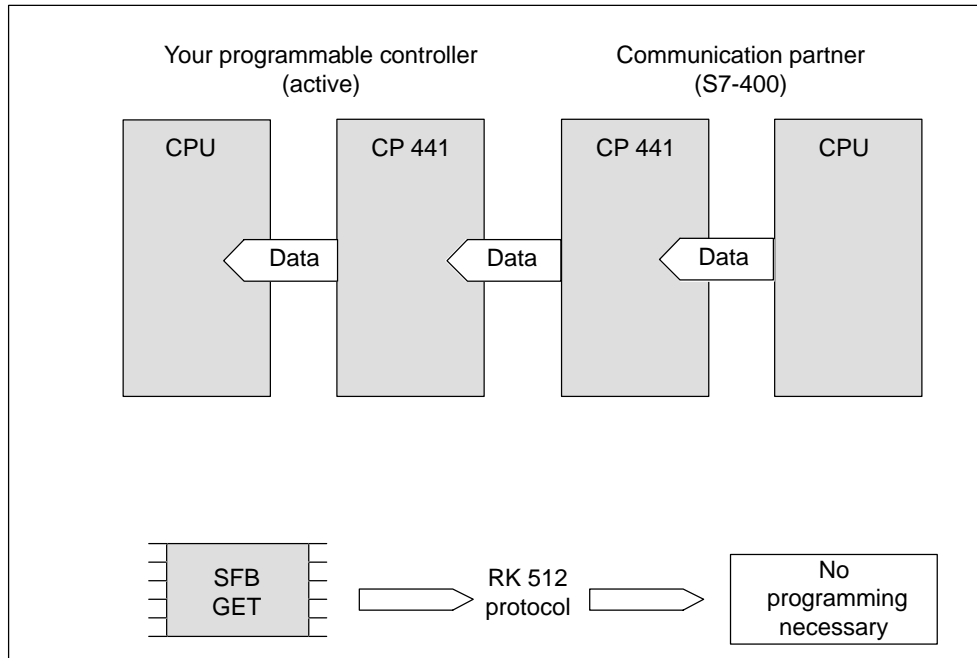 Your programmable controller
(active)
Communication partner
(S7-400)
CPU
CP 441
CP 441
CPU
Data
Data
Data
SFB
GET
RK 512
protocol
No
programming
necessary